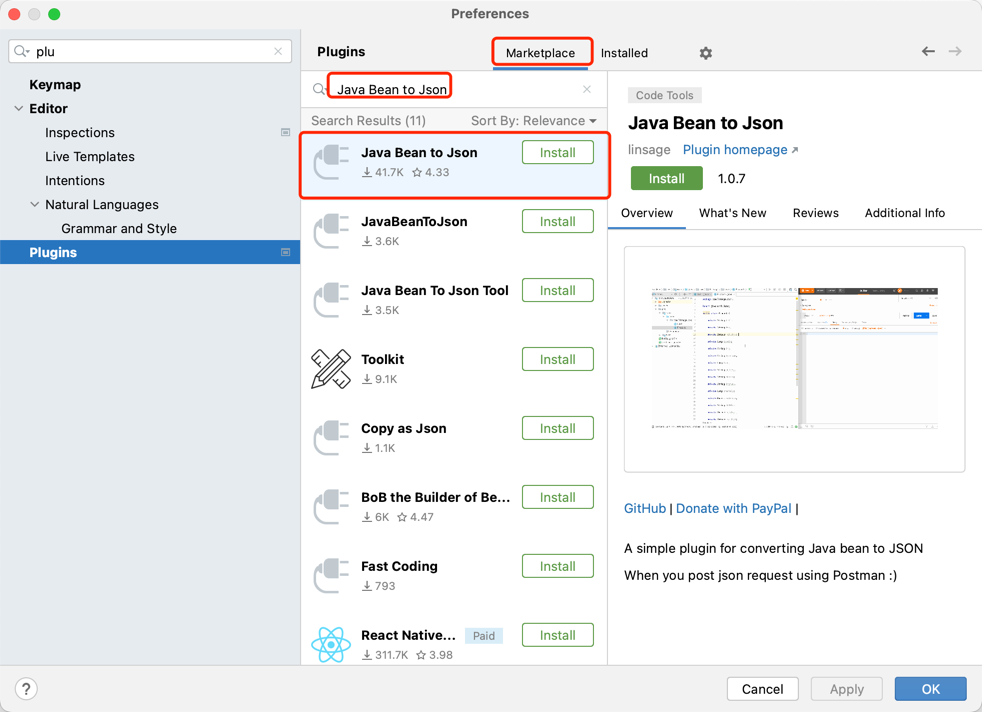 Preferences
plu
Keymap
Editor
Inspections
Live Templates
Intentions
Natural Languages
Grammar and Style
Plugins
Plugins
Marketplace
Installed
Java Bean to Json
Search Results (11)
Sort By: Relevance
Java Bean to Json
Install
41.7K
4.33
JavaBeanToJson
Install
3.6K
Java Bean To Json Tool
Install
3.5K
Toolkit
Install
9.1K
Copy as Json
Install
1.1K
BoB the Builder of Be...
Install
6K
4.47
Fast Coding
Install
793
React Native...
Paid
Install
311.7K
3.98
Code Tools
Java Bean to Json
linsage
Plugin homepage
Install
1.0.7
Overview
What's New
Reviews
Additional Info
GitHub | Donate with PayPal |
A simple plugin for converting Java bean to JSON
When you post json request using Postman :)
?
Cancel
Apply
OK